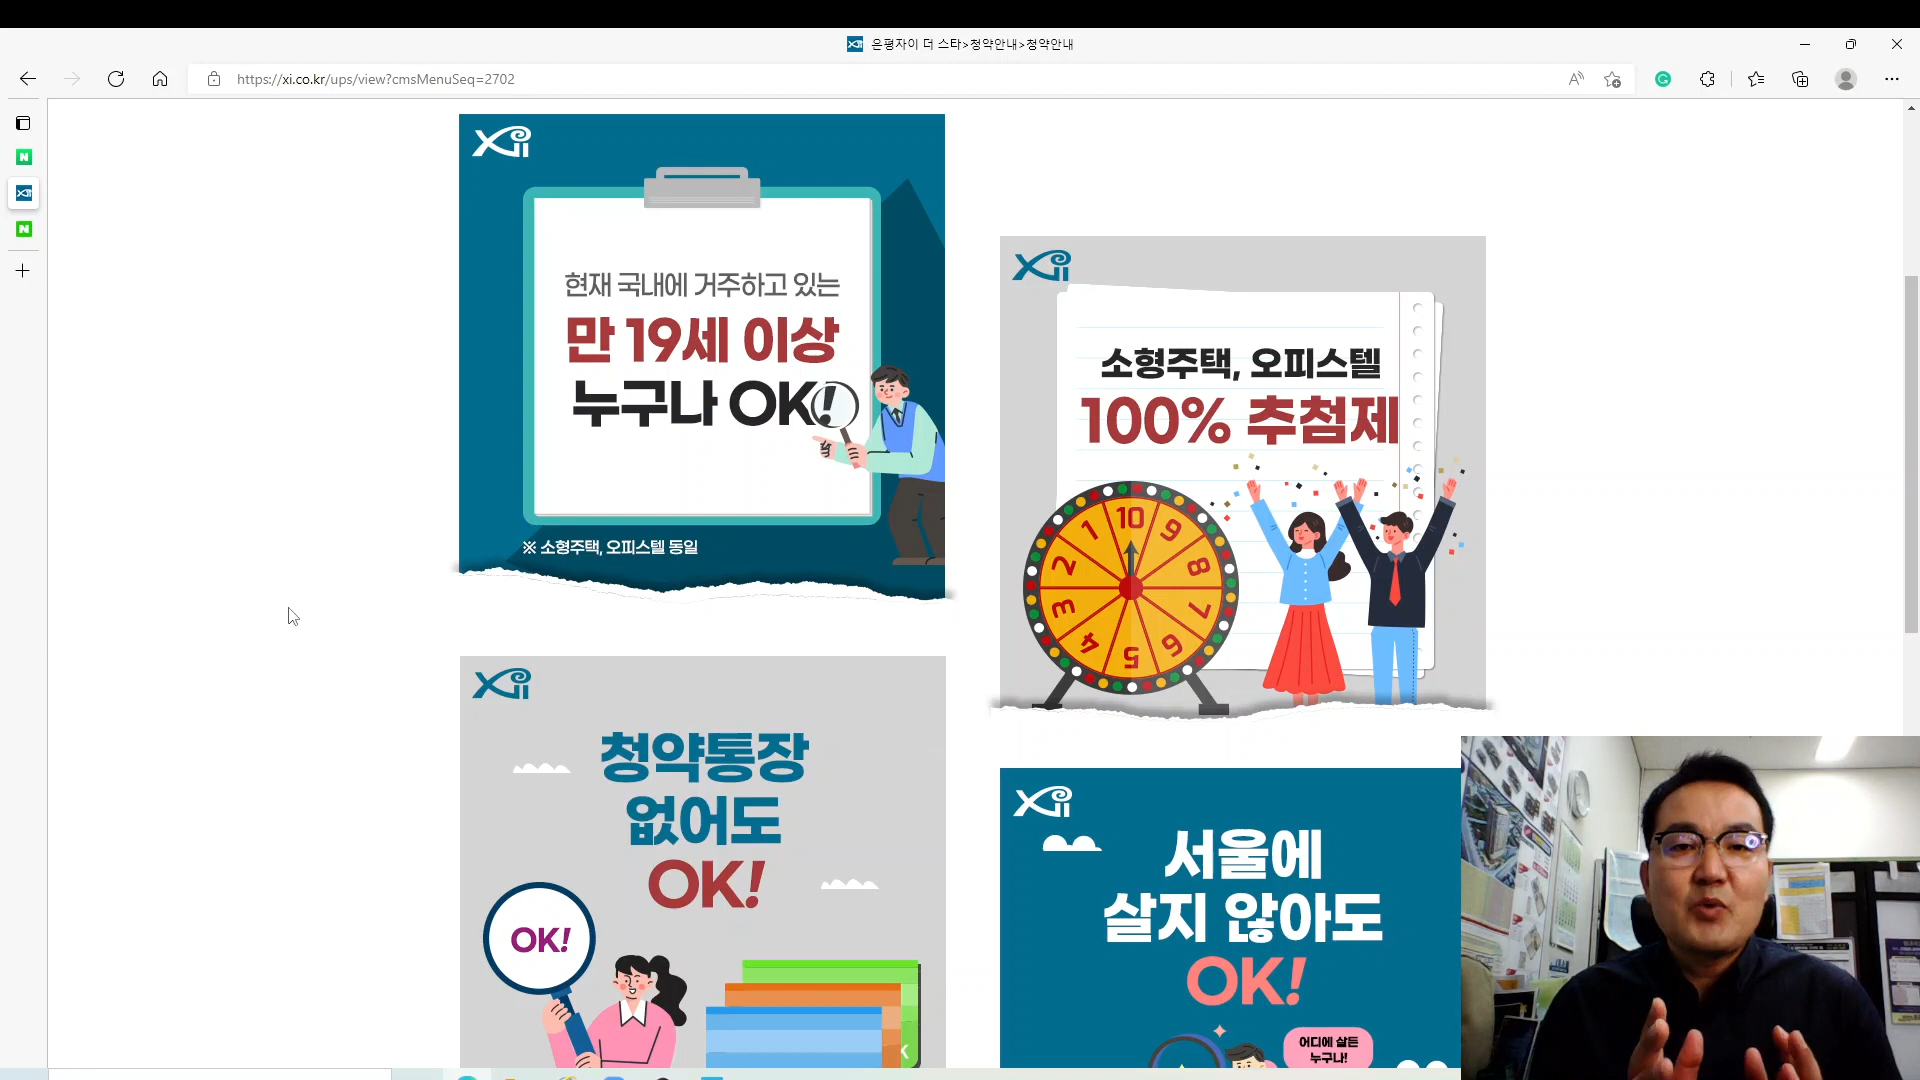 은평자이 더 스타>청약안내>청약안내
https://xi.co.kr/ups/view?cmsMenuSeq=2702
Xii
현재 국내에 거주하고 있는
만 19세 이상
누구나 OK!
※ 소형주택, 오피스텔 동일
Xii
소형주택, 오피스텔
100% 추첨제
10
9
8
7
6
5
4
3
2
1
Xii
청약통장
없어도
OK!
OK!
K
Xii
서울에
살지 않아도
OK!
어디에 살든
누구나!